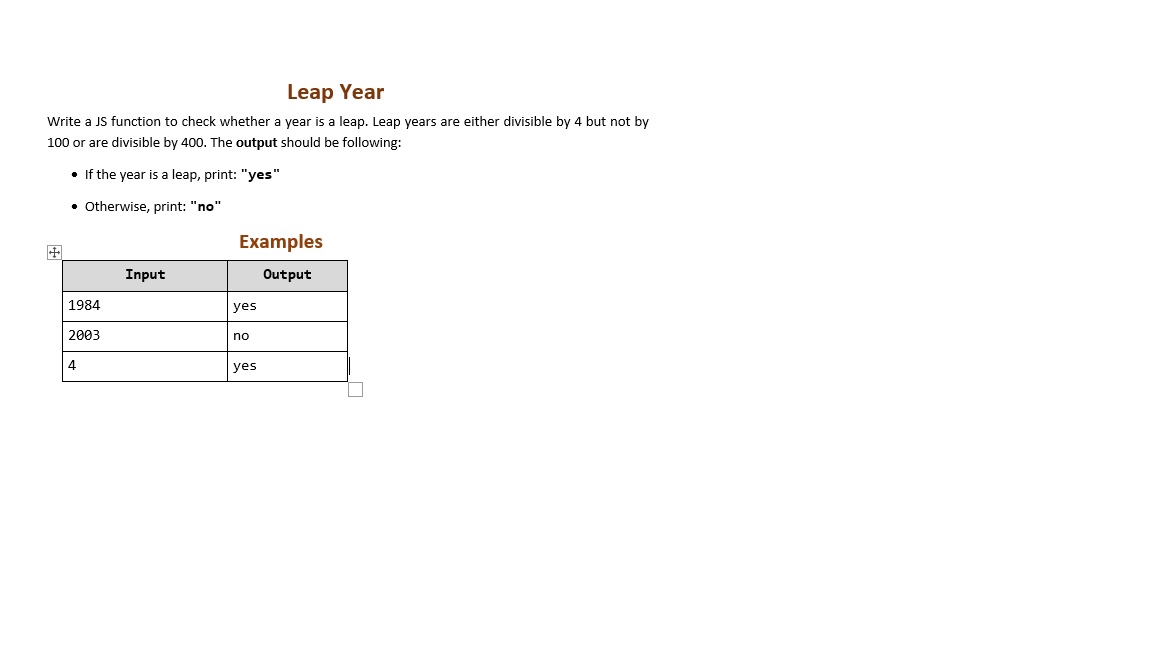 Leap Year
Write a JS function to check whether a year is a leap. Leap years are either divisible by 4 but not by
100 or are divisible by 400. The output should be following:
• If the year is a leap, print: "yes"
• Otherwise, print: "no"
Examples
Input Output
1984 yes
2003 no
4 yes